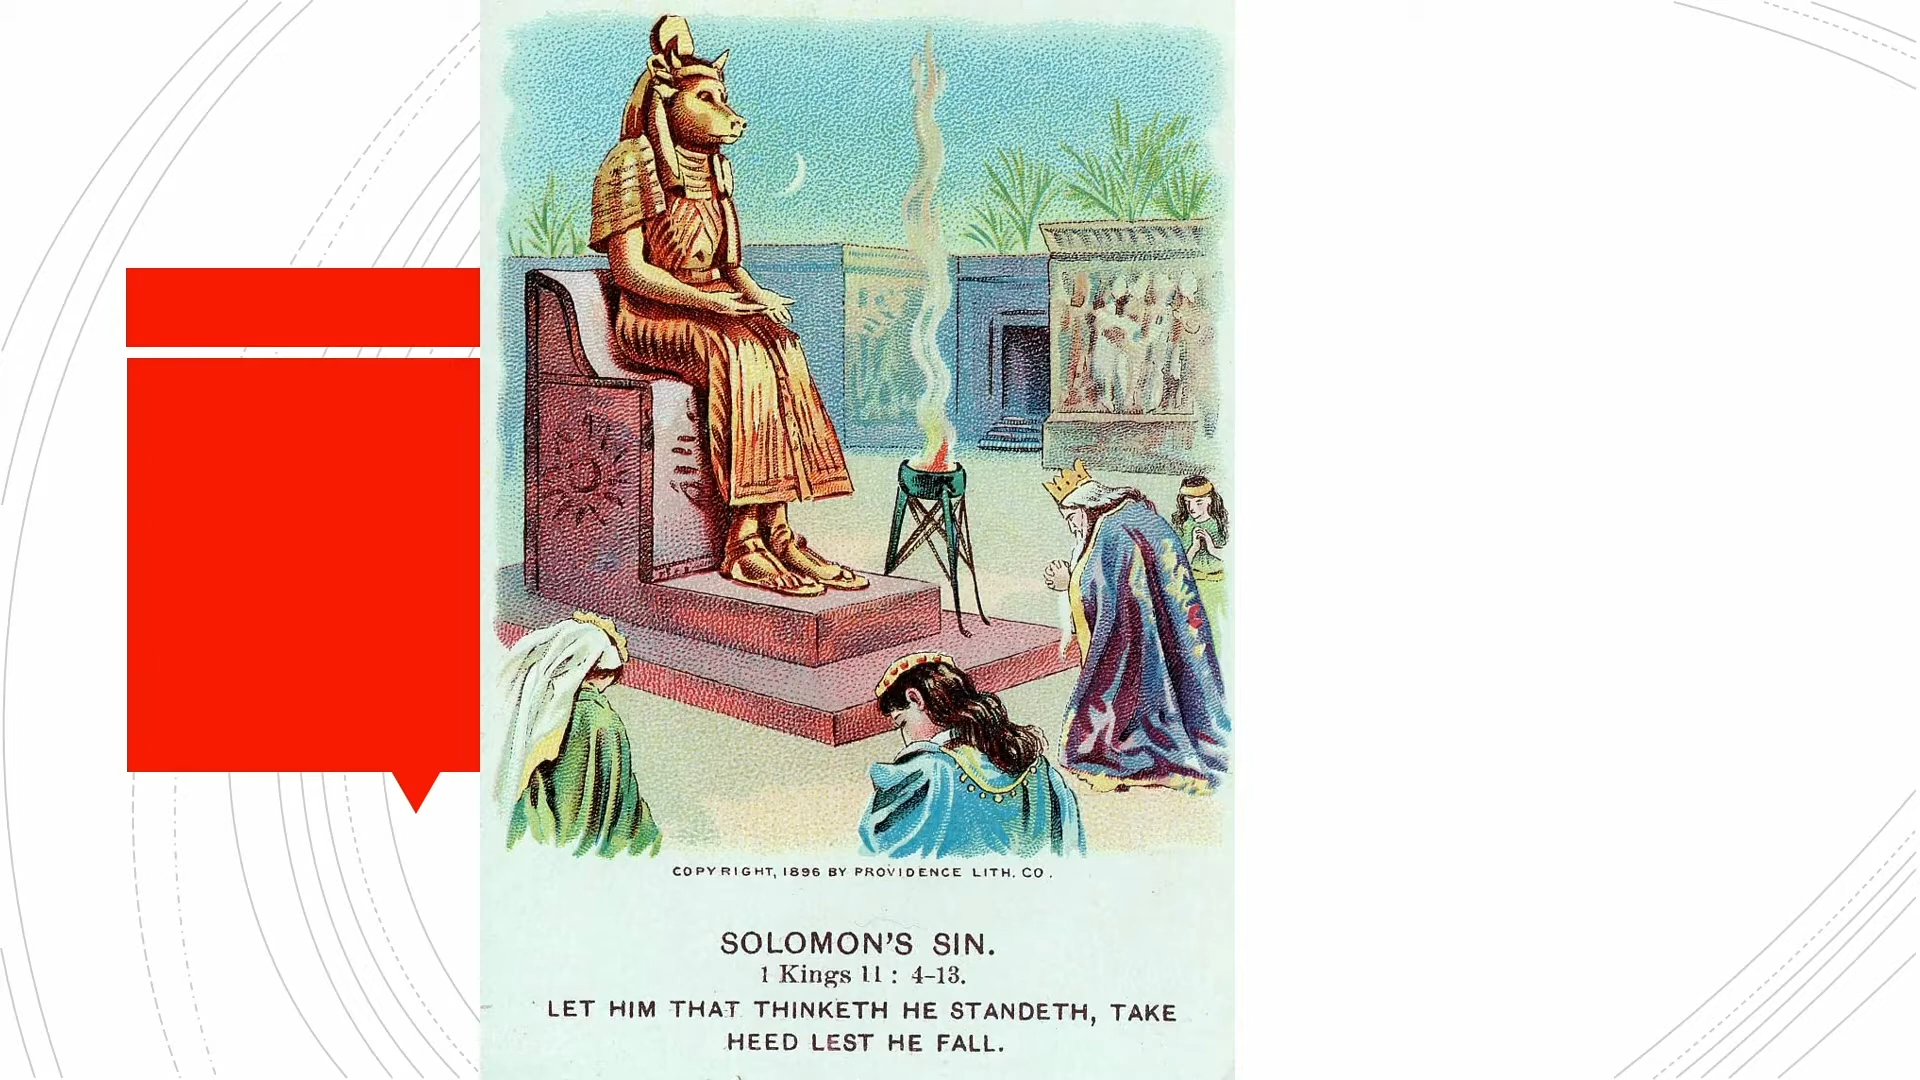 COPYRIGHT, 1896 BY PROVIDENCE LITH. CO.
SOLOMON'S SIN.
1 Kings 11 : 4-13.
LET HIM THAT THINKETH HE STANDETH, TAKE
HEED LEST HE FALL.